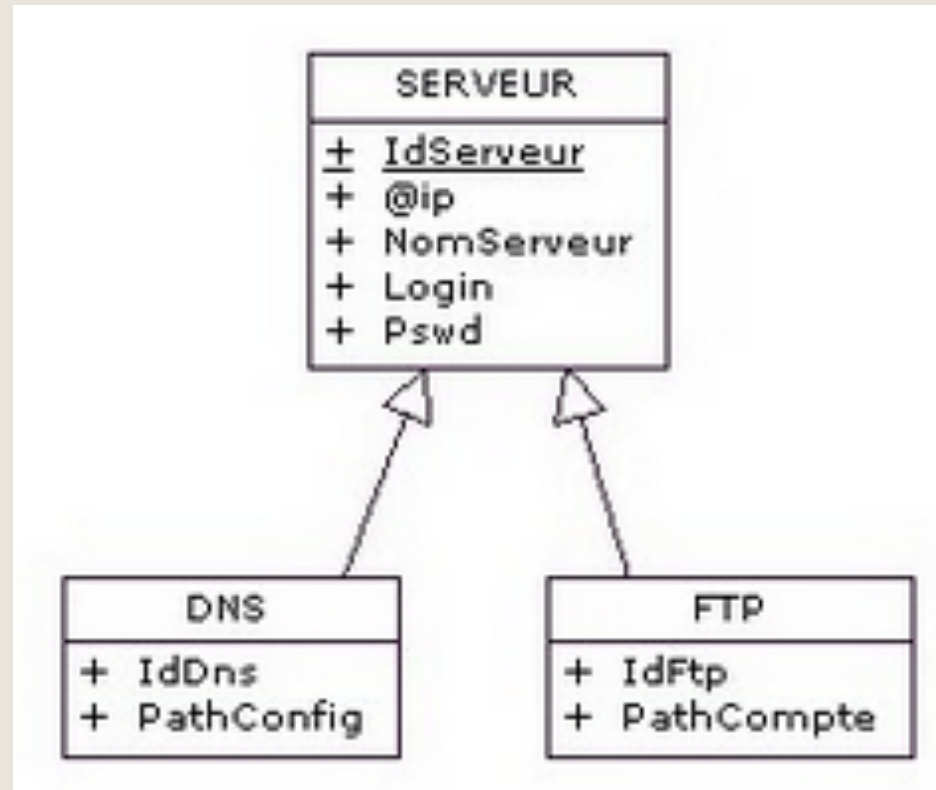 SERVEUR
+ IdServeur
+ @ip
+ NomServeur
+ Login
+ Pswd
DNS
+ IdDns
+ PathConfig
FTP
+ IdFtp
+ PathCompte